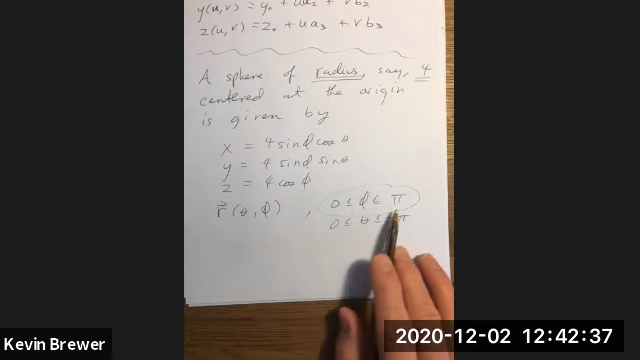 y(u,v) = y₀ + ua₂ + vb₂
z(u,v) = z₀ + ua₃ + vb₃
A sphere of radius, say, 4
centered at the origin
is given by
x = 4 sinϕ cosθ
y = 4 sinϕ sinθ
z = 4 cosϕ
r⃗(θ,ϕ) , 0 ≤ ϕ ≤ π
0 ≤ θ ≤ π
Kevin Brewer
2020-12-02 12:42:37